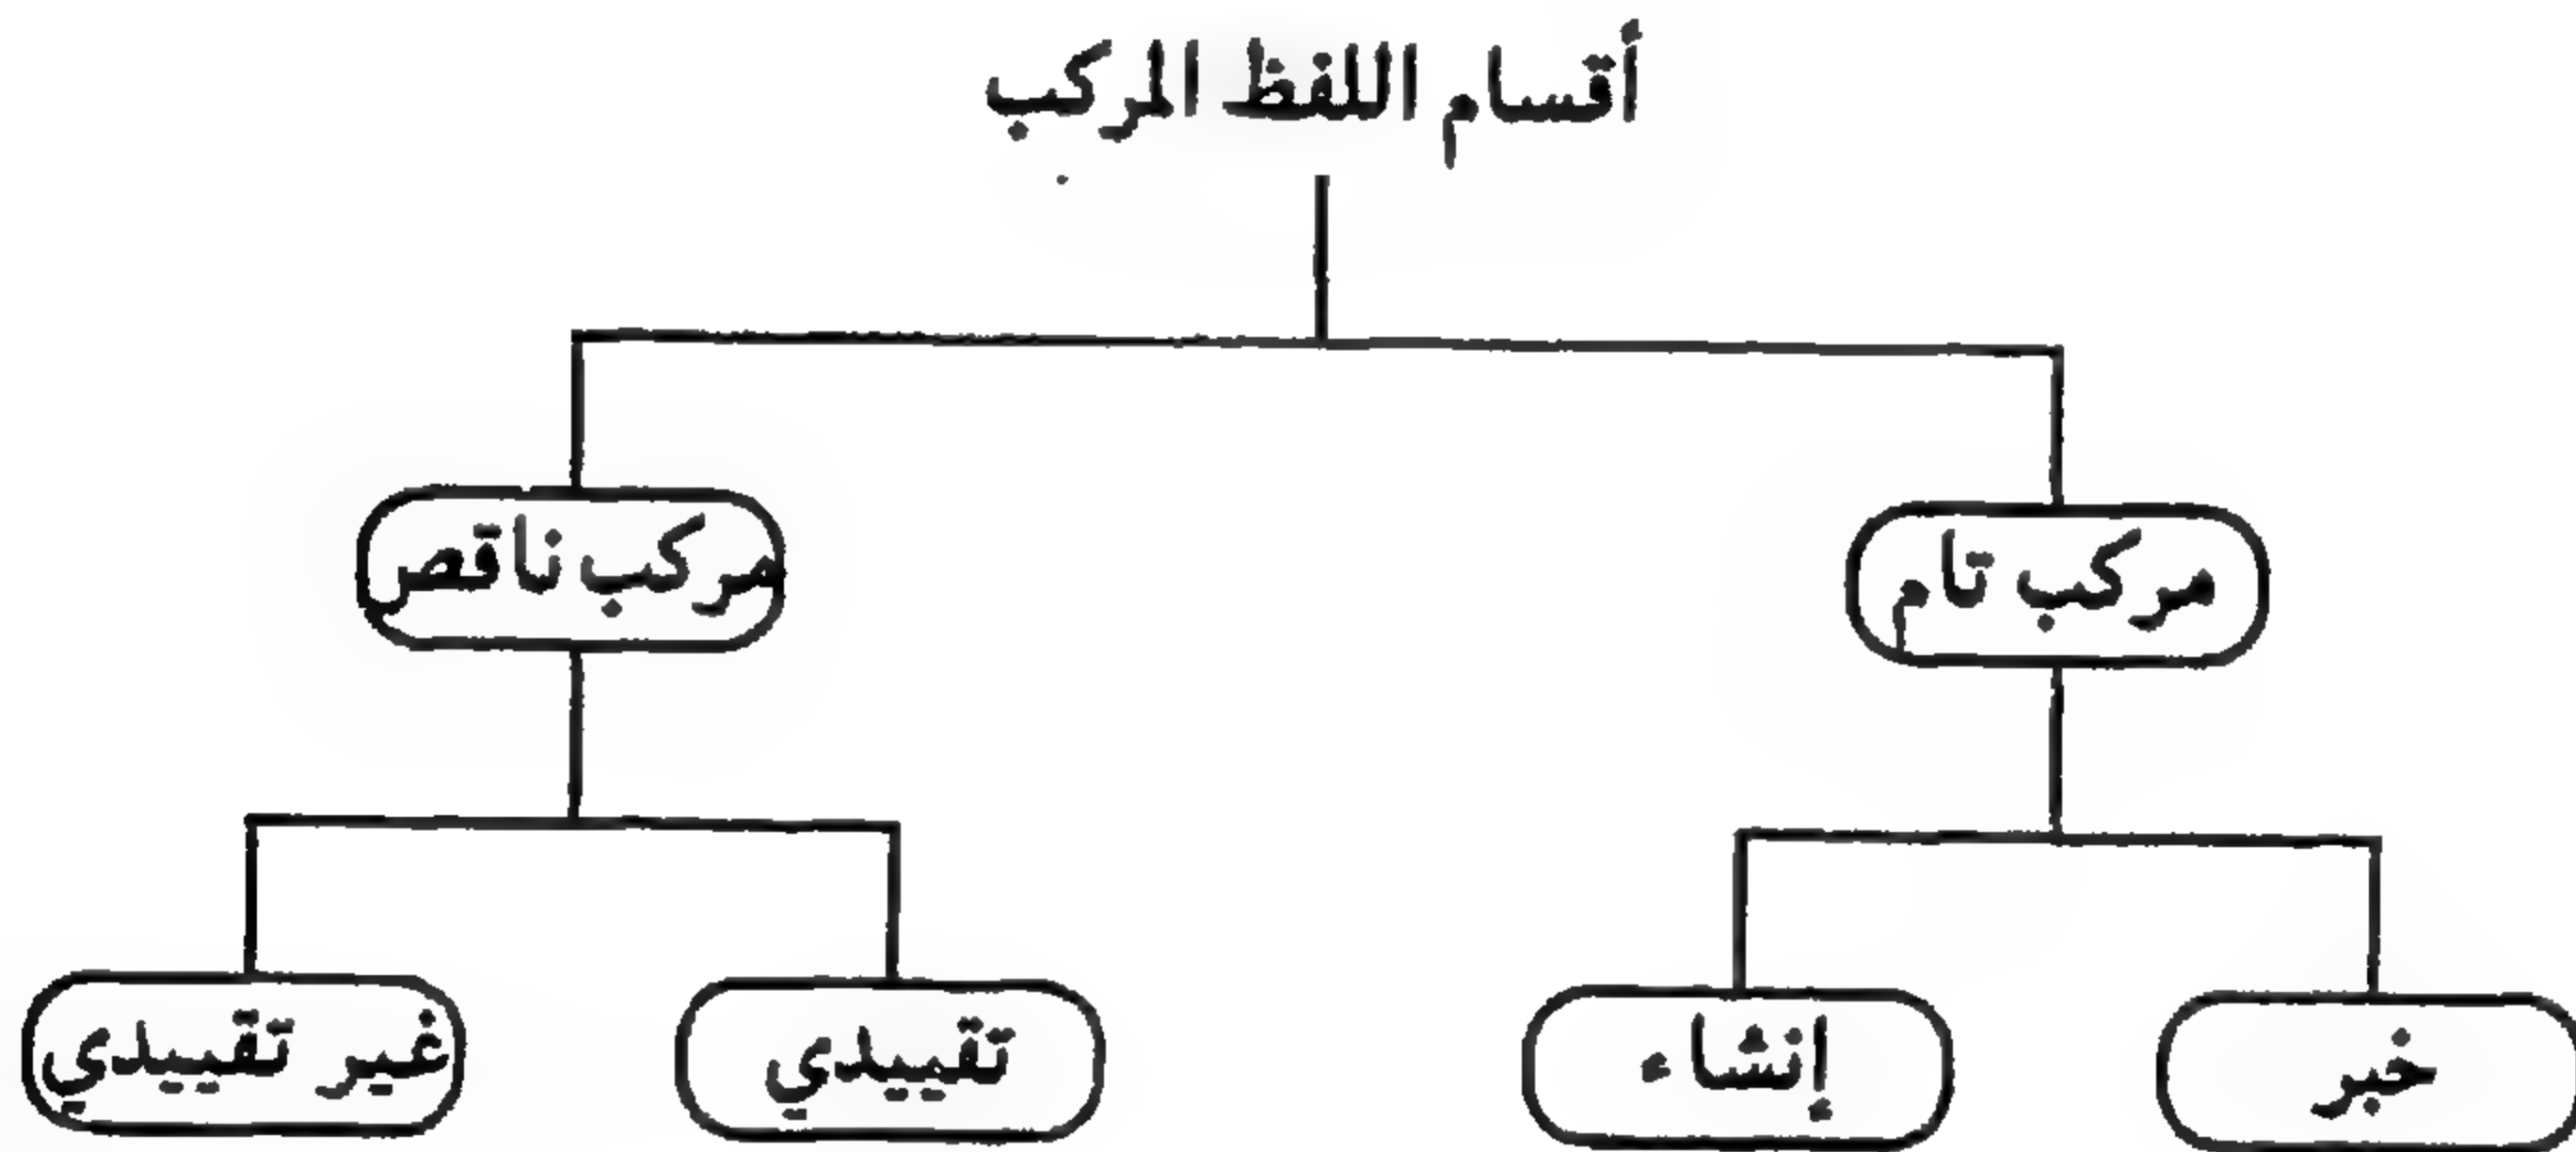 أقسام اللفظ المركب
مركب تام
مركب ناقص
خبر
إنشاء
تقييدي
غير تقييدي